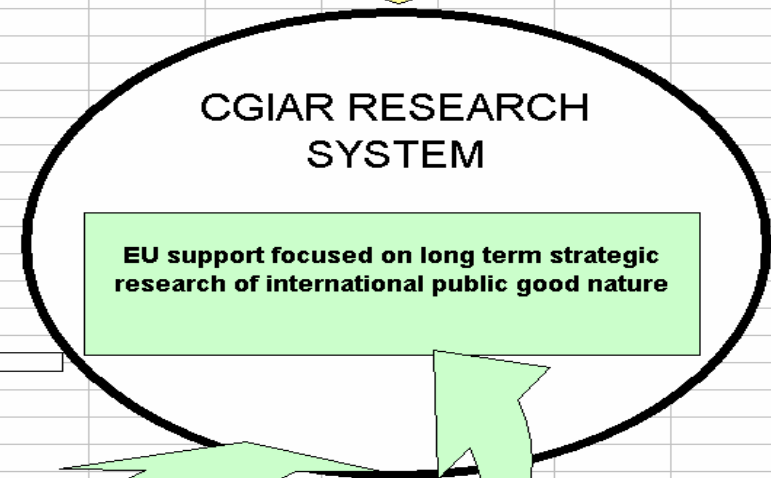 CGIAR RESEARCH
SYSTEM
EU support focused on long term strategic
research of international public good nature